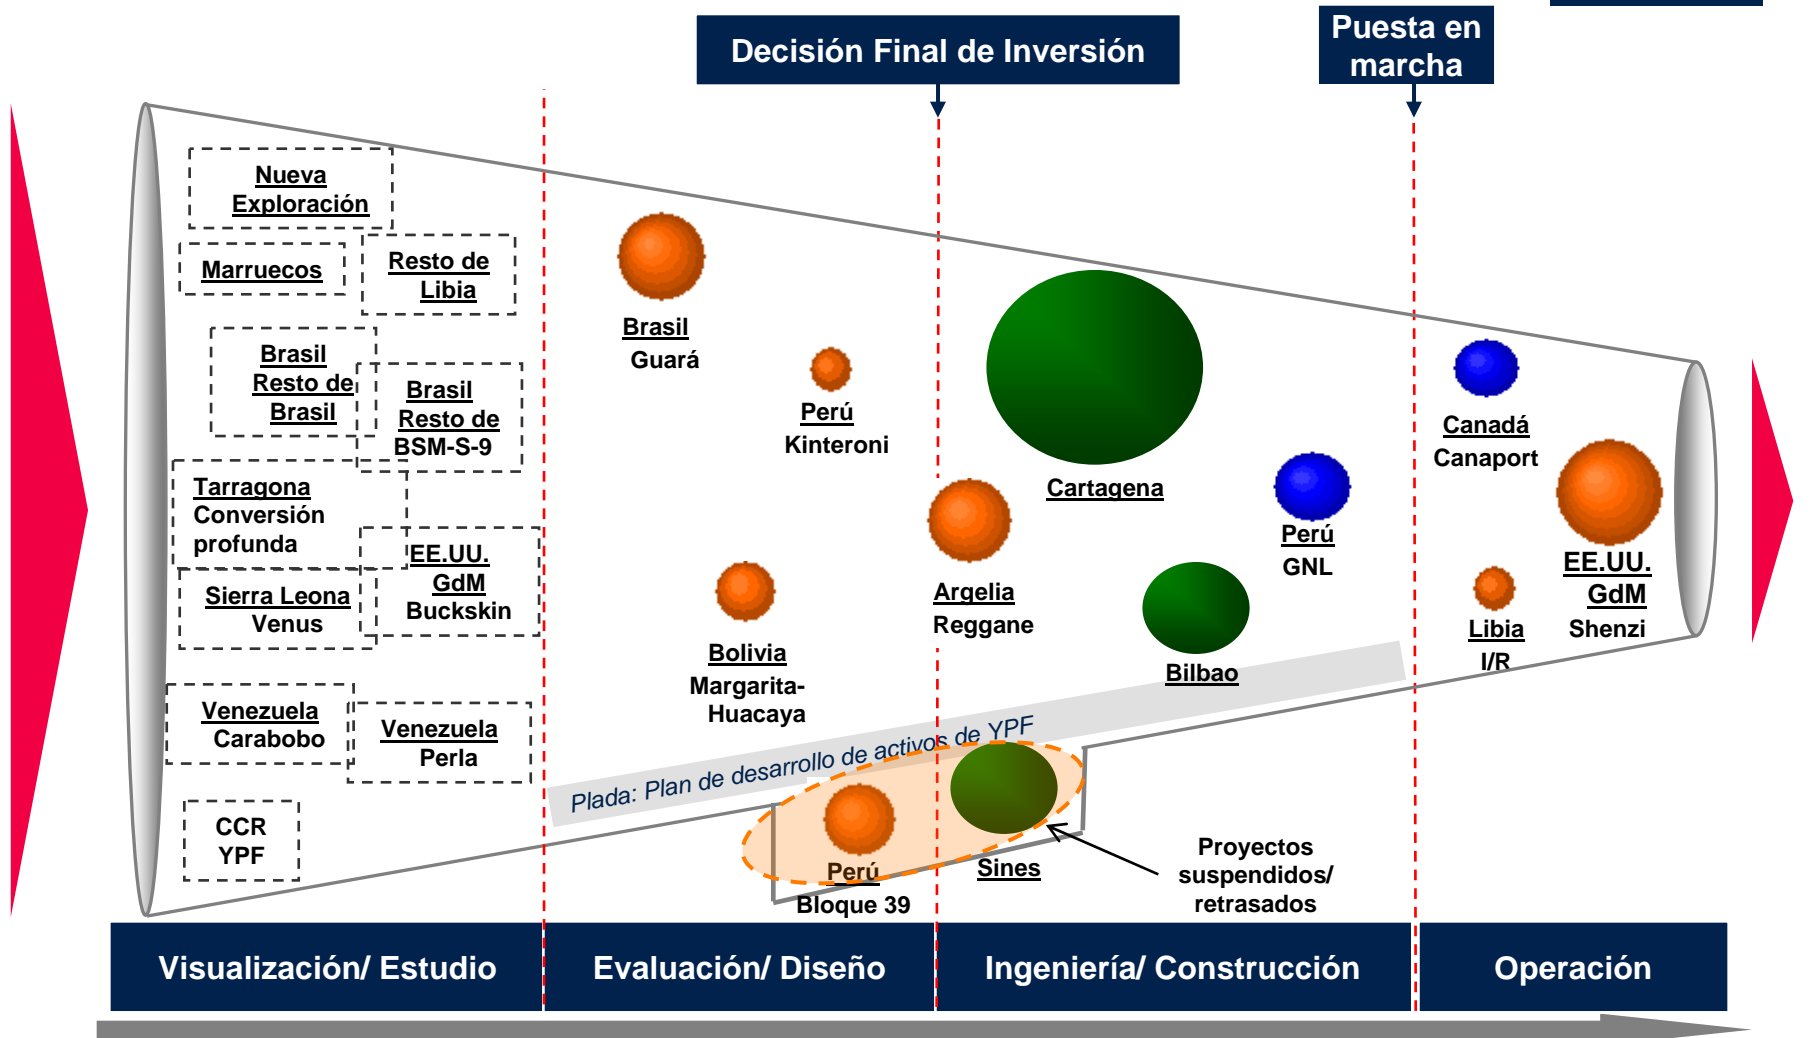 Decisión Final de Inversión
Puesta en
marcha
Nueva
Exploración
Marruecos
Resto de
Libia
Brasil
Resto de
Brasil
Brasil
Resto de
BSM-S-9
Tarragona
Conversión
profunda
EE.UU.
GdM
Buckskin
Sierra Leona
Venus
Venezuela
Carabobo
Venezuela
Perla
CCR
YPF
Brasil
Guará
Perú
Kinteroni
Bolivia
Margarita-
Huacaya
Argelia
Reggane
Cartagena
Perú
GNL
Bilbao
Canadá
Canaport
EE.UU.
GdM
Shenzi
Libia
I/R
Plada: Plan de desarrollo de activos de YPF
Perú
Bloque 39
Sines
Proyectos
suspendidos/
retrasados
Visualización/ Estudio
Evaluación/ Diseño
Ingeniería/ Construcción
Operación